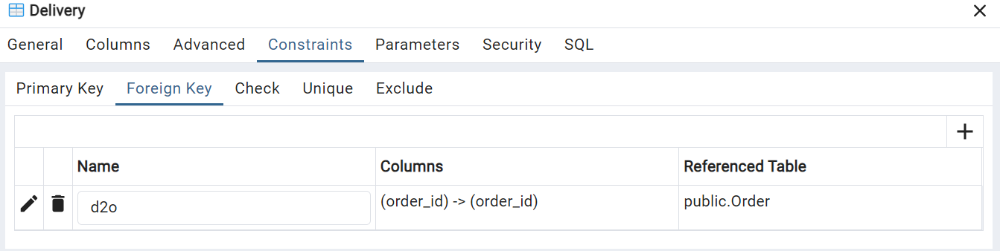 Delivery
General Columns Advanced Constraints Parameters Security SQL
Primary Key Foreign Key Check Unique Exclude
Name Columns Referenced Table
d2o (order_id) -> (order_id) public.Order